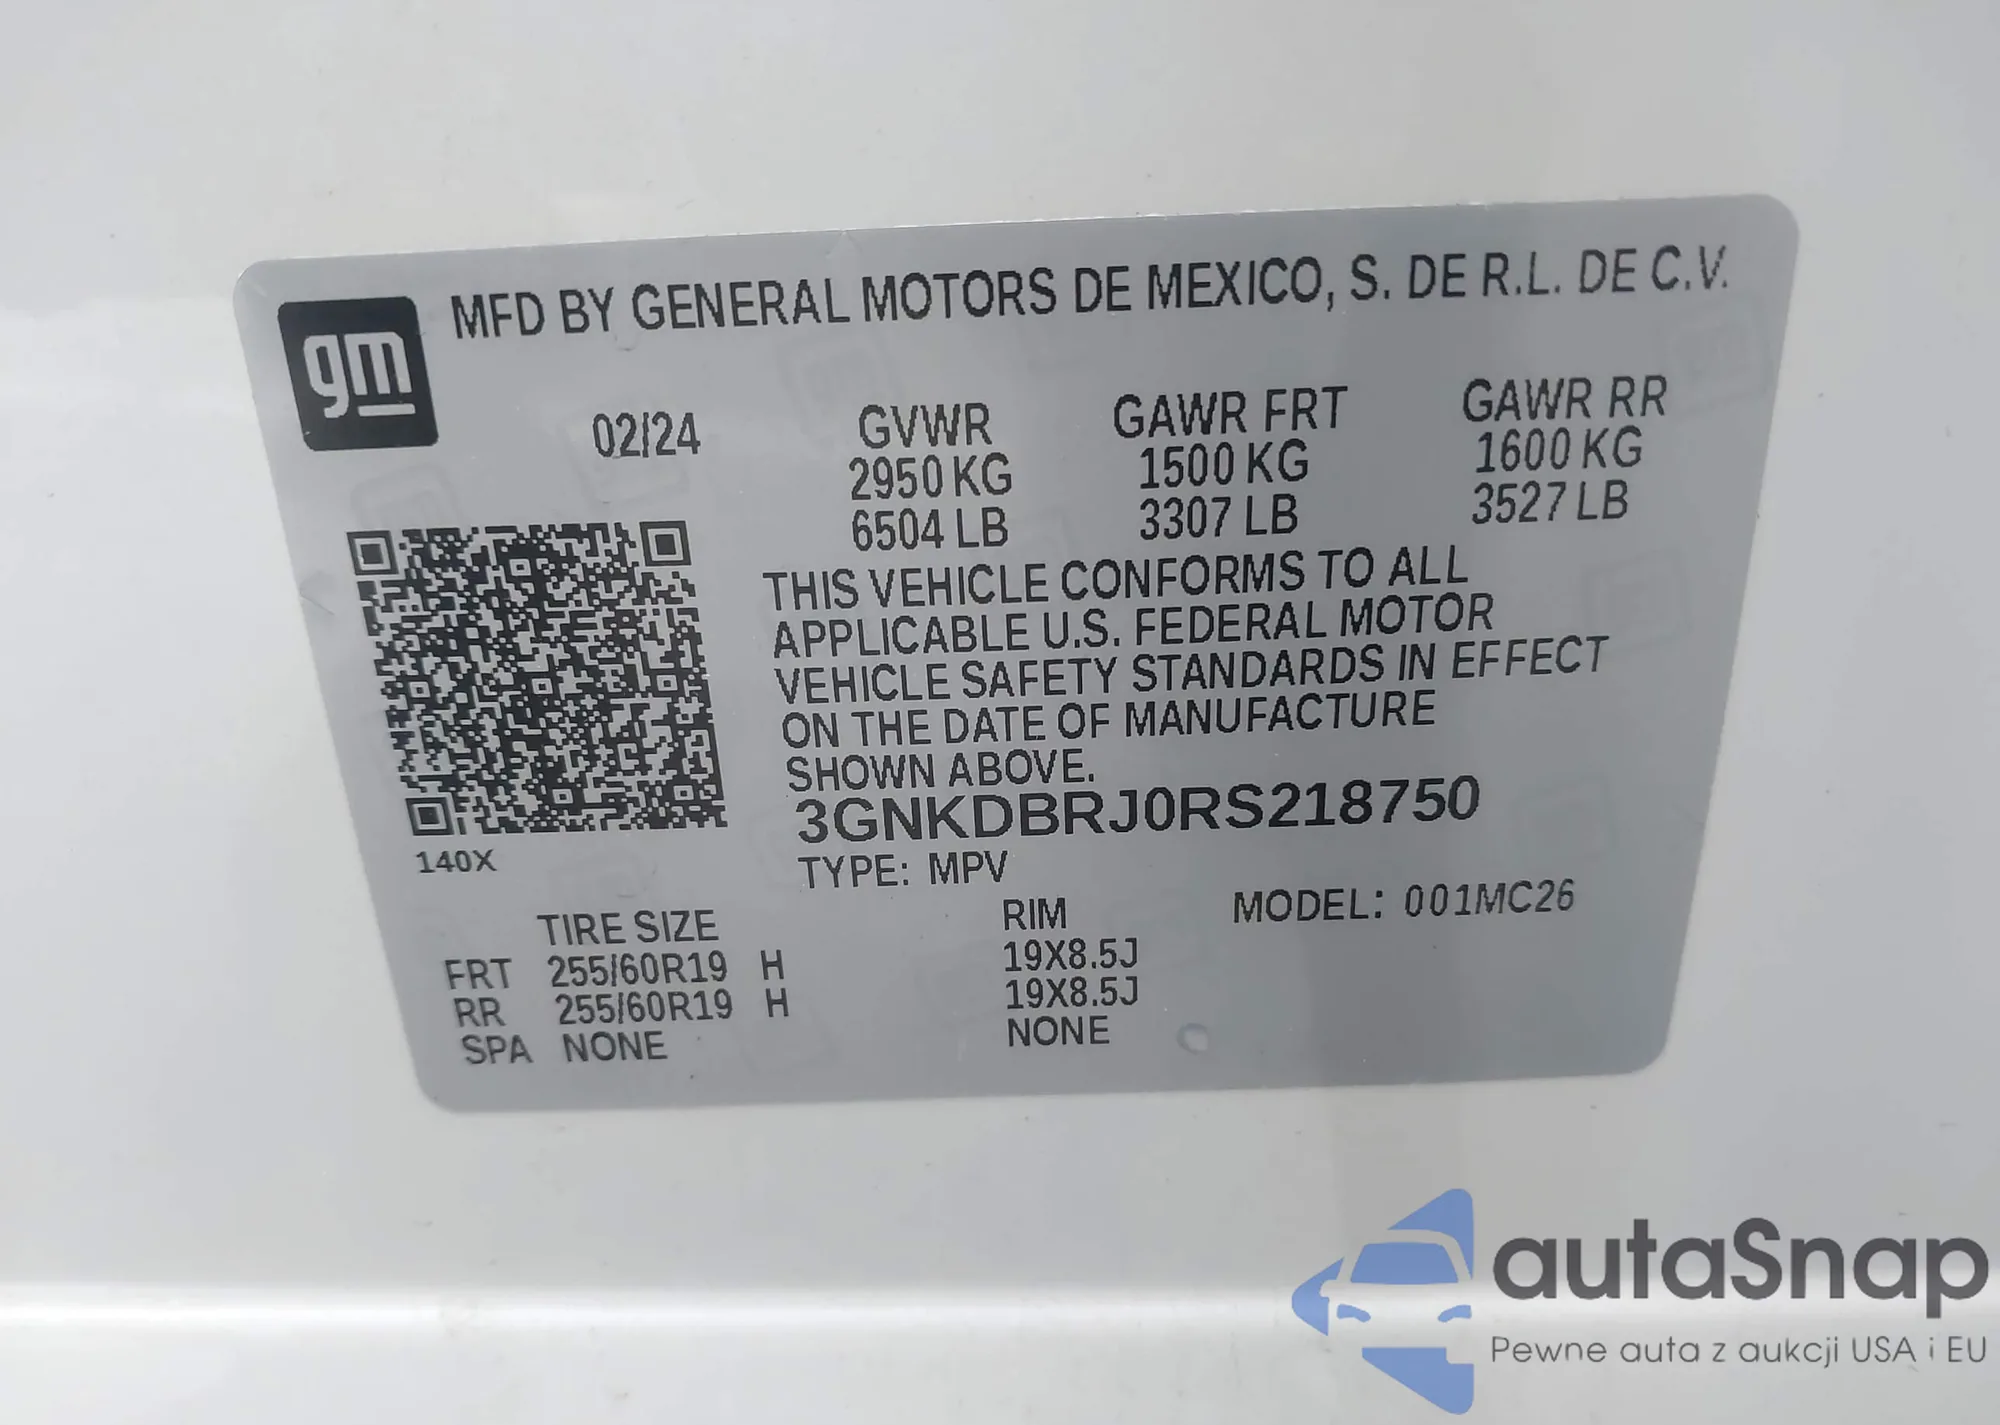 gm
MFD BY GENERAL MOTORS DE MEXICO, S. DE R.L. DE C.V.
02/24 GVWR GAWR FRT GAWR RR
2950 KG 1500 KG 1600 KG
6504 LB 3307 LB 3527 LB
THIS VEHICLE CONFORMS TO ALL
APPLICABLE U.S. FEDERAL MOTOR
VEHICLE SAFETY STANDARDS IN EFFECT
ON THE DATE OF MANUFACTURE
SHOWN ABOVE.
3GNKDBRJ0RS218750
140X
TYPE: MPV
TIRE SIZE RIM MODEL: 001MC26
FRT 255/60R19 H 19X8.5J
RR 255/60R19 H 19X8.5J
SPA NONE NONE
autaSnap
Pewne auta z aukcji USA i EU